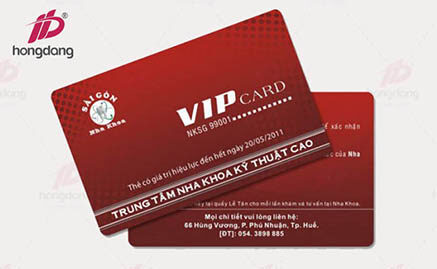 hongdang
SÀI GÒN
Nha Khoa
VIP CARD
NKSG 99001
Thẻ có giá trị hiệu lực đến hết ngày 20/05/2011
TRUNG TÂM NHA KHOA KỸ THUẬT CAO
xác nhận
của Nha
tại quầy Lễ Tân cho mỗi lần khám và tư vấn tại Nha Khoa.
Mọi chi tiết vui lòng liên hệ:
66 Hùng Vương, P. Phú Nhuận, Tp. Huế.
[ĐT]: 054. 3898 885